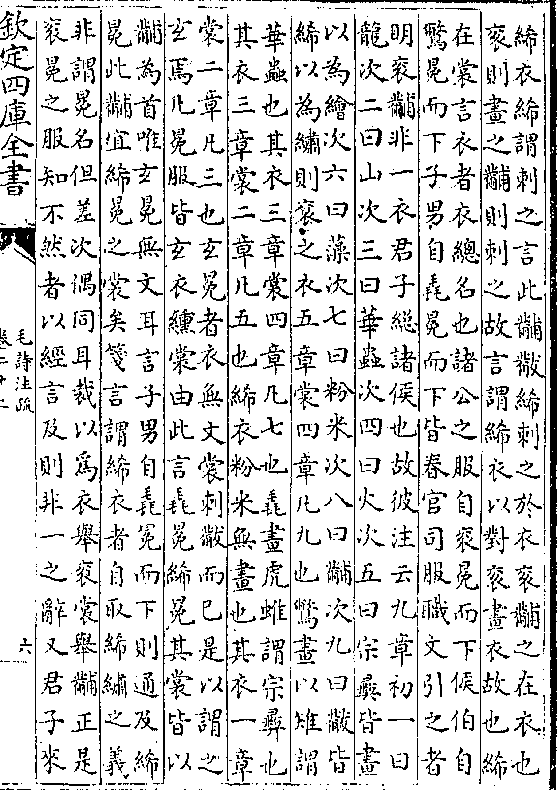 絺衣絺謂刺之言此黼黻絺刺之於衣衮黼之在衣也
衮則畫之黼則刺之故言謂絺衣以對衮畫衣故也絺
在裳言衣者衣總名也諸公之服自衮冕而下侯伯自
鷩冕而下子男自毳冕而下皆春官司服職文引之者
明衮黼非一衣君子緫諸侯也故彼注云九章初一曰
龍次二曰山次三曰華蟲次四曰火次五曰宗彛皆畫
以為繪次六曰藻次七曰粉米次八曰黼次九曰黻皆
絺以為繡則衮之衣五章裳四章凡九也鷩畫以雉謂
華蟲也其衣三章裳四章凡七也毳畫虎蜼謂宗彛也
其衣三章裳二章凡五也絺衣粉米無畫也其衣一章
裳二章凡三也玄冕者衣無文裳刺黻而已是以謂之
玄焉凡冕服皆玄衣纁裳由此言毳冕絺冕其裳皆以
黼為首唯玄冕無文耳言子男自毳冕而下則通及絺
冕此黼宜絺冕之裳矣箋言謂絺衣者自取絺繡之義
非謂冕名但差次偶同耳裁以為衣舉衮裳舉黼正是
衮冕之服知不然者以經言及則非一之辭又君子來
欽定四庫全書
毛詩注疏
六